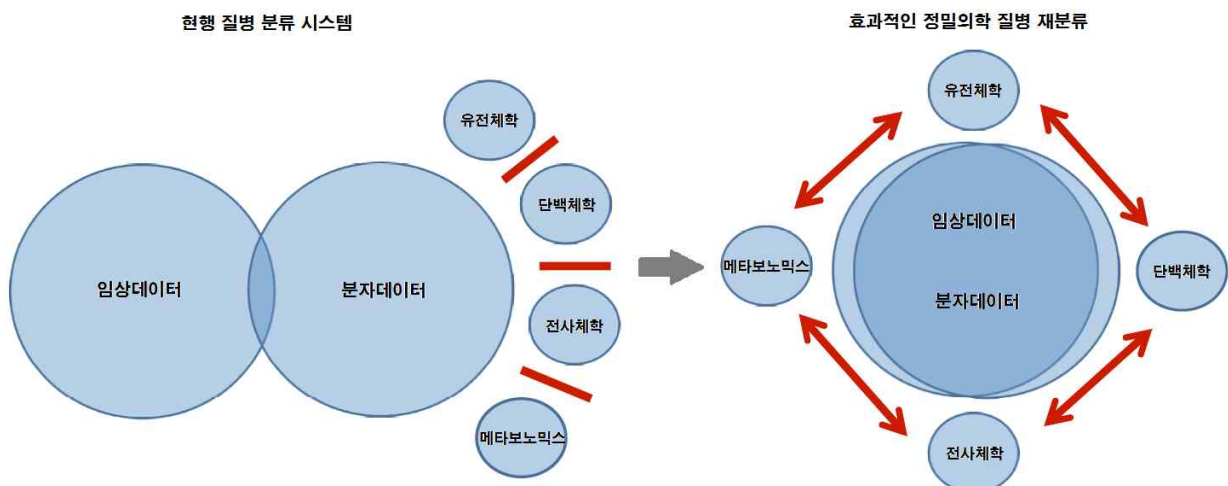 현행 질병 분류 시스템
임상데이터
분자데이터
유전체학
단백체학
전사체학
메타보노믹스
효과적인 정밀의학 질병 재분류
유전체학
메타보노믹스
임상데이터
분자데이터
단백체학
전사체학